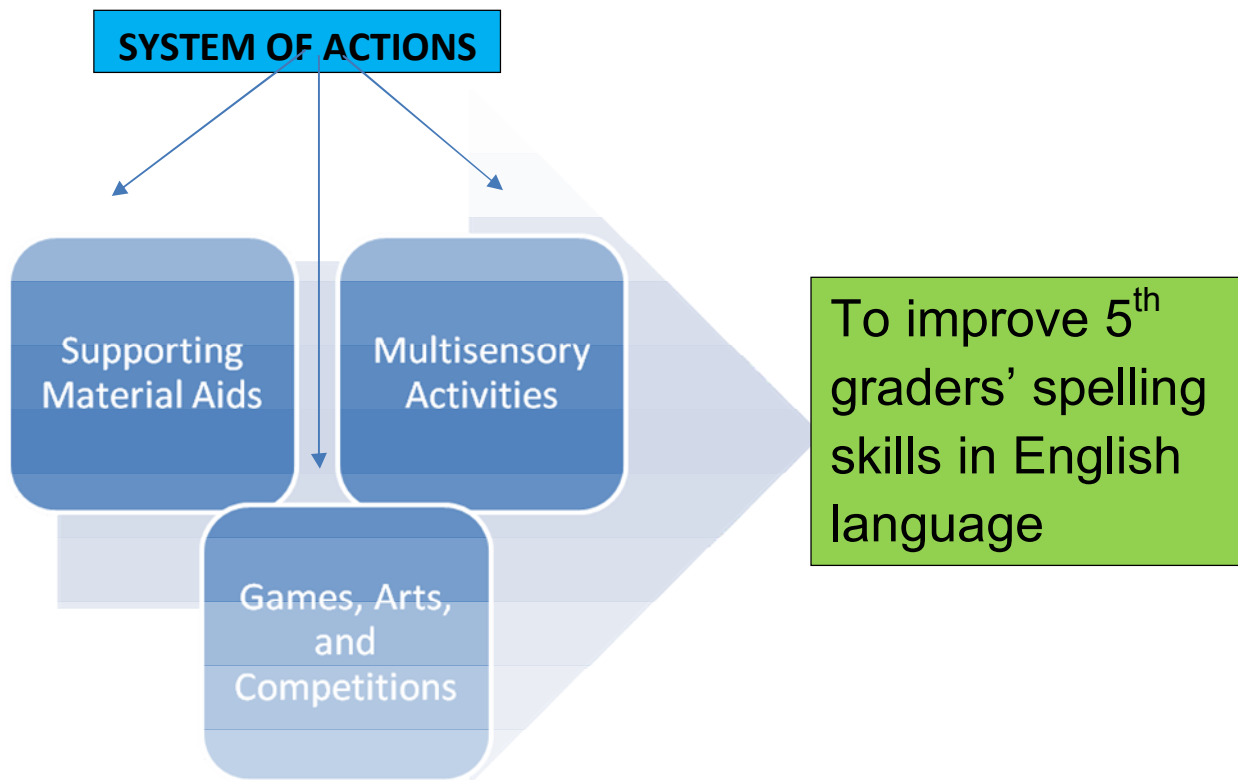 SYSTEM OF ACTIONS
Supporting
Material Aids
Multisensory
Activities
Games, Arts,
and
Competitions
To improve 5th
graders’ spelling
skills in English
language